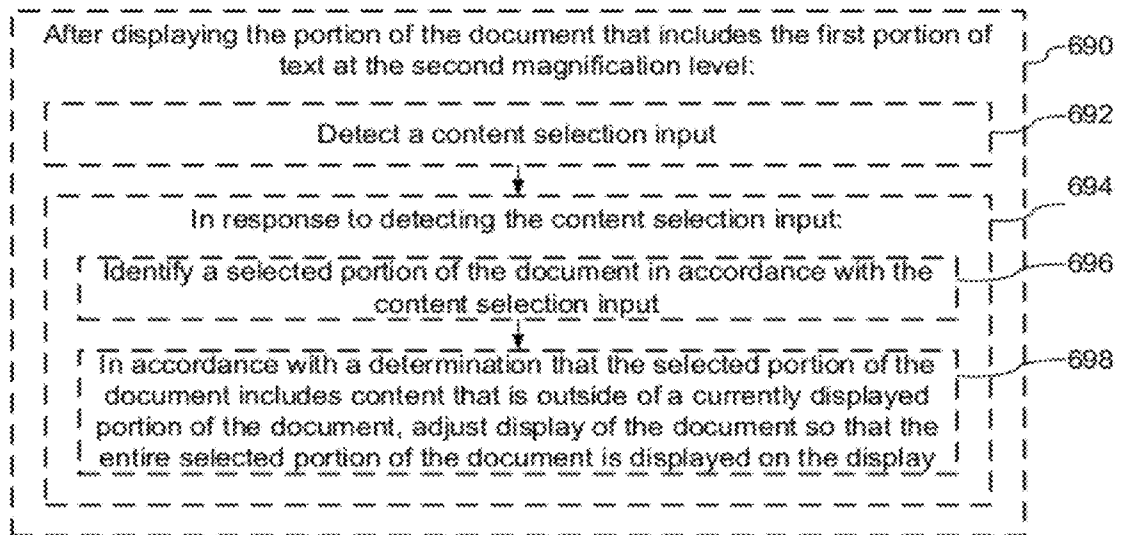 After displaying the portion of the document that includes the first portion of
text at the second magnification level:
690
Detect a content selection input
692
In response to detecting the content selection input:
694
Identify a selected portion of the document in accordance with the
content selection input
696
In accordance with a determination that the selected portion of the
document includes content that is outside of a currently displayed
portion of the document, adjust display of the document so that the
entire selected portion of the document is displayed on the display
698